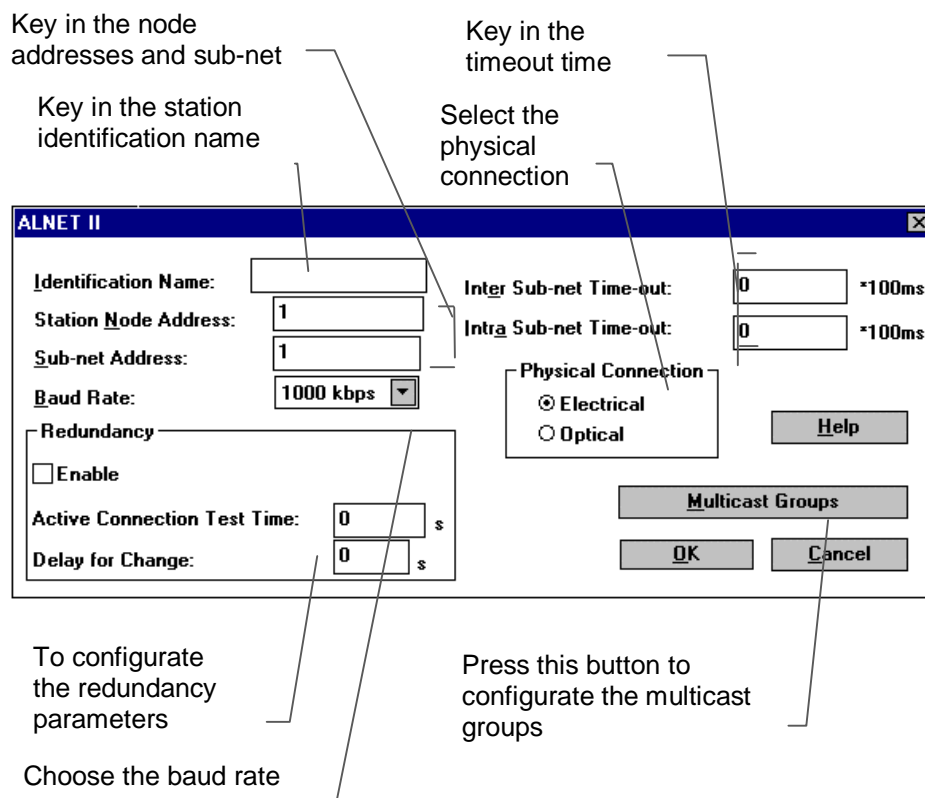 Key in the node
addresses and sub-net
Key in the
timeout time
Key in the station
identification name
Select the
physical
connection
ALNET II
Identification Name:
Inter Sub-net Time-out: 0 *100ms
Station Node Address: 1
Intra Sub-net Time-out: 0 *100ms
Sub-net Address: 1
Baud Rate: 1000 kbps
Physical Connection
Electrical
Optical
Help
Redundancy
Enable
Active Connection Test Time: 0 s
Delay for Change: 0 s
Multicast Groups
OK Cancel
To configurate
the redundancy
parameters
Press this button to
configurate the multicast
groups
Choose the baud rate